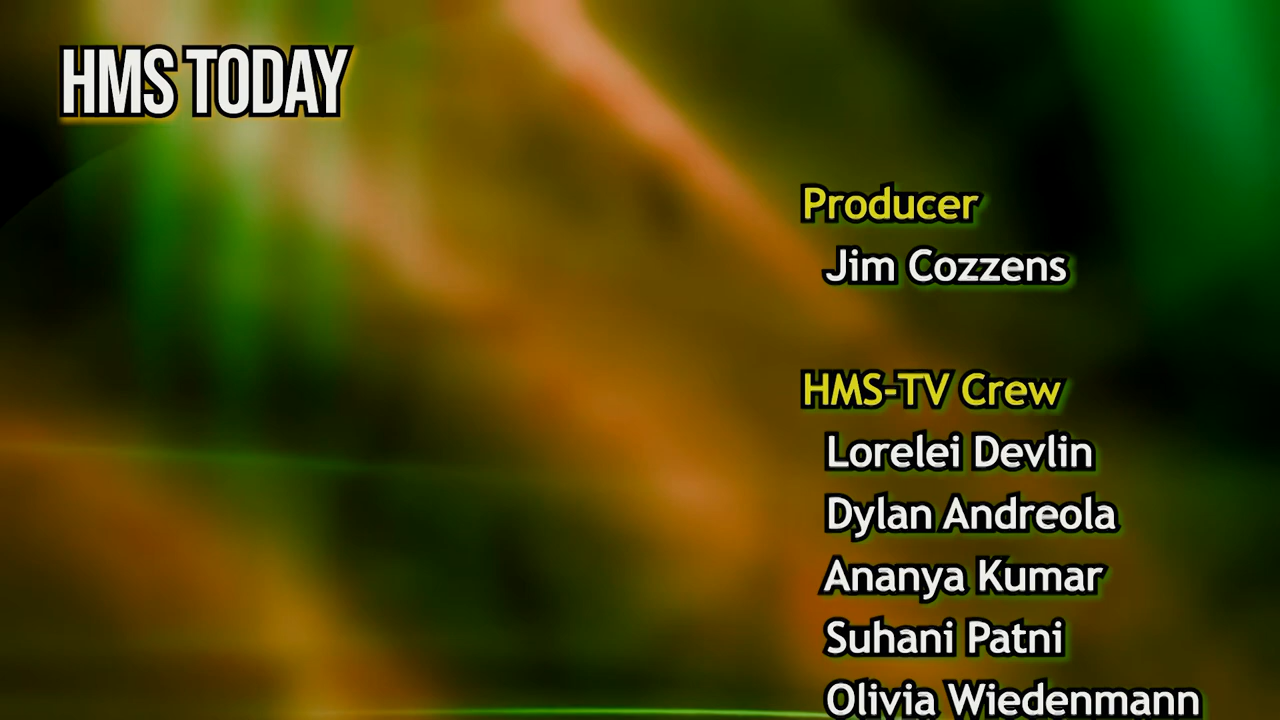 HMS TODAY
Producer
Jim Cozzens
HMS-TV Crew
Lorelei Devlin
Dylan Andreola
Ananya Kumar
Suhani Patni
Olivia Wiedenmann